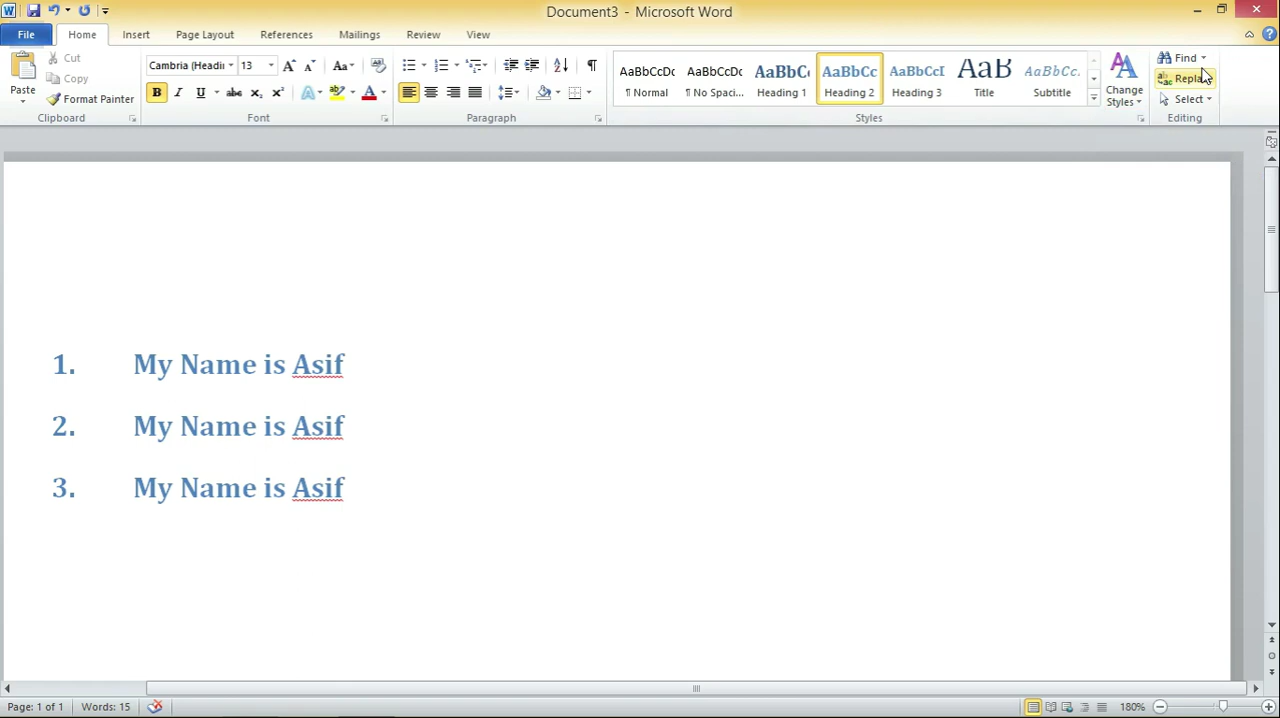 Document3 - Microsoft Word
File Home Insert Page Layout References Mailings Review View
Cut
Copy
Format Painter
Paste
Clipboard
Cambria (Headi 13
Font
Paragraph
AaBbCcDc AaBbCcDc AaBbCc AaBbCc AaBbCcI AaB AaBbCc.
¶ Normal ¶ No Spaci... Heading 1 Heading 2 Heading 3 Title Subtitle
Change
Styles
Styles
Find
Replac
Select
Editing
1. My Name is Asif
2. My Name is Asif
3. My Name is Asif
Page: 1 of 1 Words: 15 180%